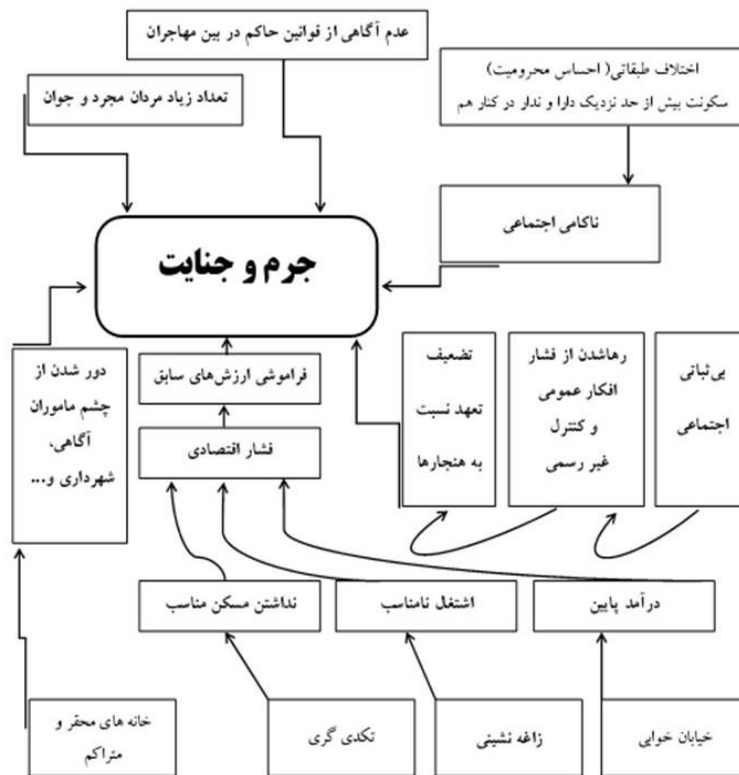 عدم آگاهی از قوانین حاکم در بین مهاجران
اختلاف طبقاتی( احساس محرومیت)
سکونت بیش از حد نزدیک دارا و ندار در کنار هم
تعداد زیاد مردان مجرد و جوان
ناکامی اجتماعی
جرم و جنایت
بی‌ثباتی
اجتماعی
رهاشدن از فشار
افکار عمومی
و کنترل
غیر رسمی
تضعیف
تعهد نسبت
به هنجارها
فراموشی ارزش‌های سابق
فشار اقتصادی
دور شدن از
چشم ماموران
آگاهی،
شهرداری و...
درآمد پایین
اشتغال نامناسب
نداشتن مسکن مناسب
خیابان خوابی
زاغه نشینی
تکدی گری
خانه های محقر و
متراکم